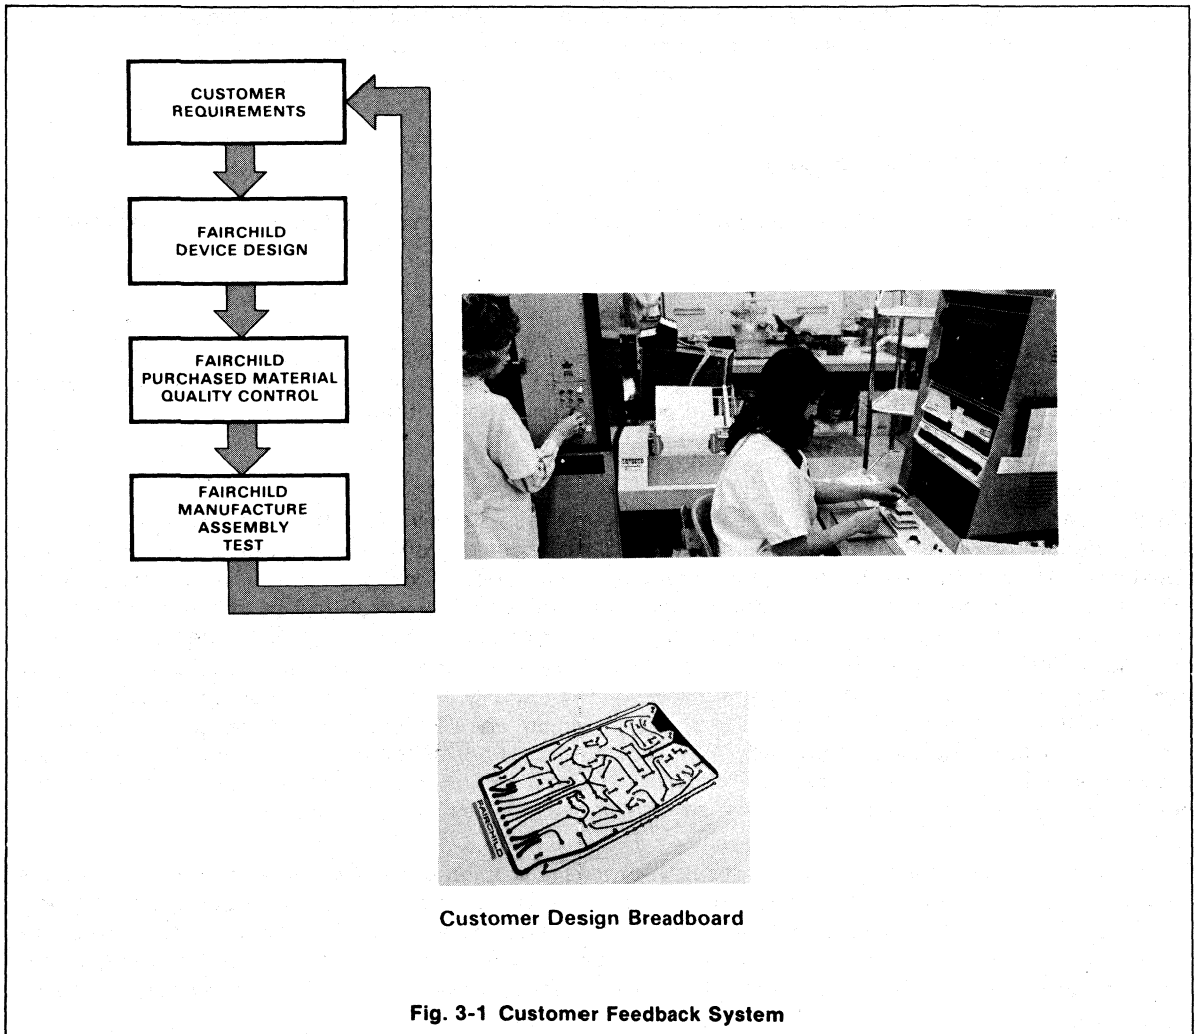 CUSTOMER
REQUIREMENTS
FAIRCHILD
DEVICE DESIGN
FAIRCHILD
PURCHASED MATERIAL
QUALITY CONTROL
FAIRCHILD
MANUFACTURE
ASSEMBLY
TEST
FAIRCHILD
Customer Design Breadboard
Fig. 3-1 Customer Feedback System